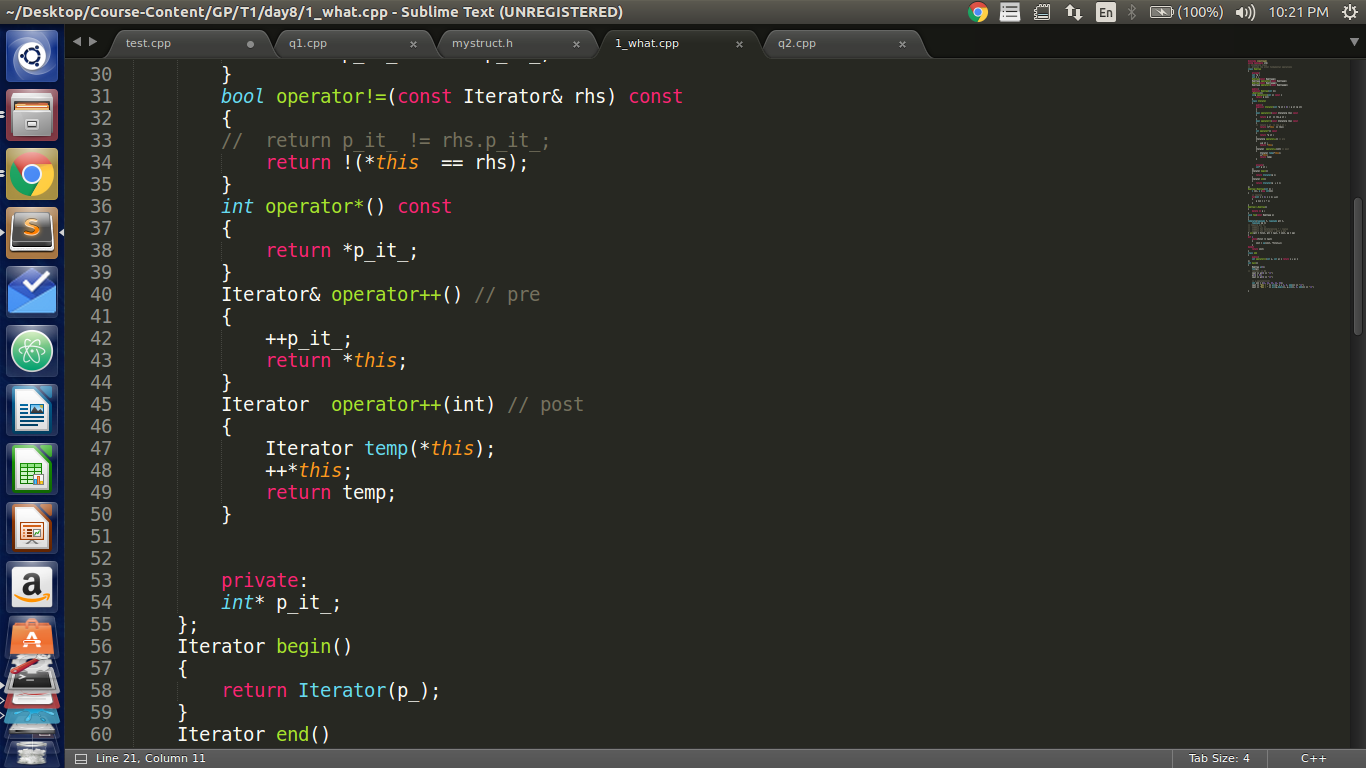 ~/Desktop/Course-Content/GP/T1/day8/1_what.cpp - Sublime Text (UNREGISTERED)
En (100%) 10:21 PM
test.cpp q1.cpp mystruct.h 1_what.cpp q2.cpp
30 }
31 bool operator!=(const Iterator& rhs) const
32 {
33 // return p_it_ != rhs.p_it_;
34 return !(*this == rhs);
35 }
36 int operator*() const
37 {
38 return *p_it_;
39 }
40 Iterator& operator++() // pre
41 {
42 ++p_it_;
43 return *this;
44 }
45 Iterator operator++(int) // post
46 {
47 Iterator temp(*this);
48 ++*this;
49 return temp;
50 }
51
52
53 private:
54 int* p_it_;
55 };
56 Iterator begin()
57 {
58 return Iterator(p_);
59 }
60 Iterator end()
Line 21, Column 11 Tab Size: 4 C++